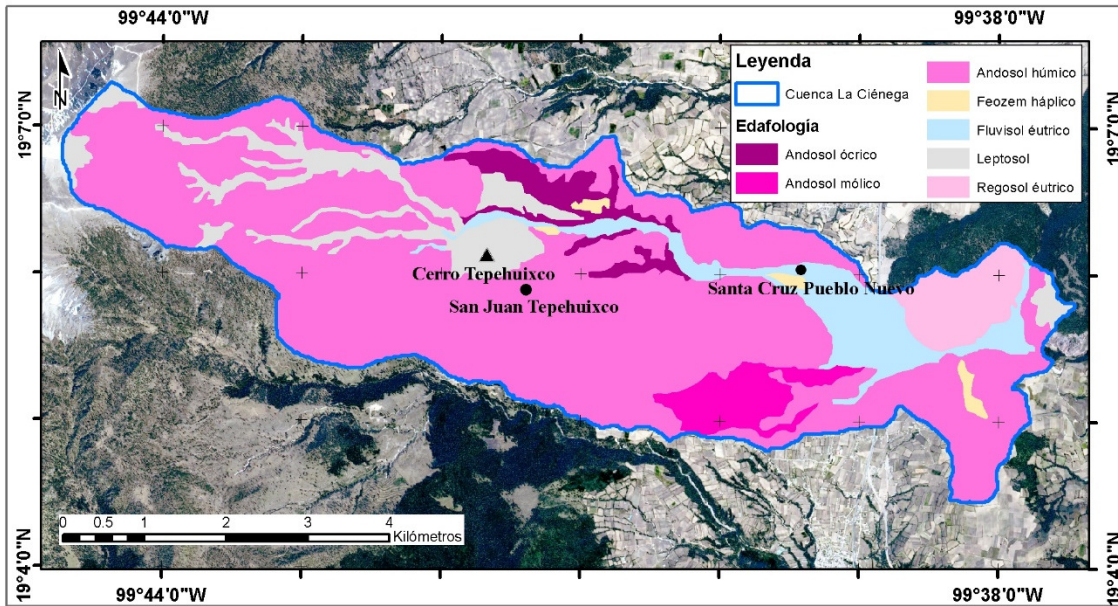 99°44'0"W
99°38'0"W
19°7'0"N
19°7'0"N
N
Leyenda
Cuenca La Ciénega
Edafología
Andosol ócrico
Andosol mólico
Andosol húmico
Feozem háplico
Fluvisol éutrico
Leptosol
Regosol éutrico
Cerro Tepehuixco
San Juan Tepehuixco
Santa Cruz Pueblo Nuevo
0 0.5 1 2 3 4
Kilómetros
19°4'0"N
19°4'0"N
99°44'0"W
99°38'0"W